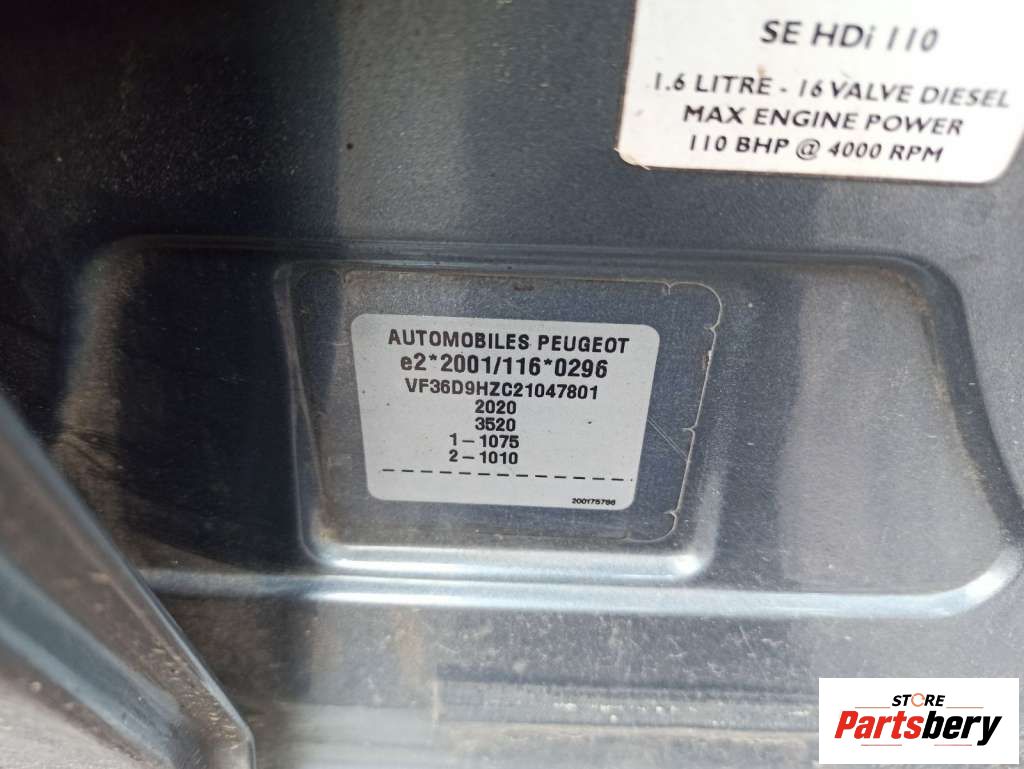 SE HDi 110
1.6 LITRE - 16 VALVE DIESEL
MAX ENGINE POWER
110 BHP @ 4000 RPM
AUTOMOBILES PEUGEOT
e2*2001/116*0296
VF36D9HZC21047801
2020
3520
1-1075
2-1010
200175786
STORE
Partsbery